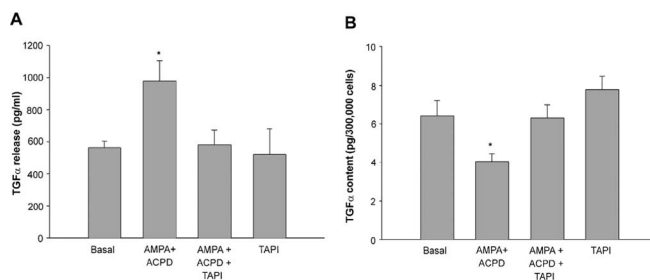 A
TGFα release (pg/ml)
1400
1200
1000
800
600
400
200
0
*
Basal
AMPA+
ACPD
AMPA +
ACPD +
TAPI
TAPI
B
TGFα content (pg/300,000 cells)
10
8
6
4
2
0
*
Basal
AMPA+
ACPD
AMPA +
ACPD +
TAPI
TAPI